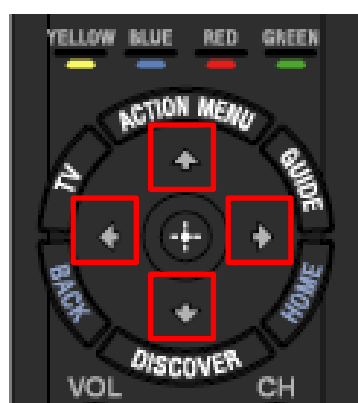 YELLOW BLUE RED GREEN
ACTION MENU
TV
GUIDE
BACK
HOME
DISCOVER
VOL CH